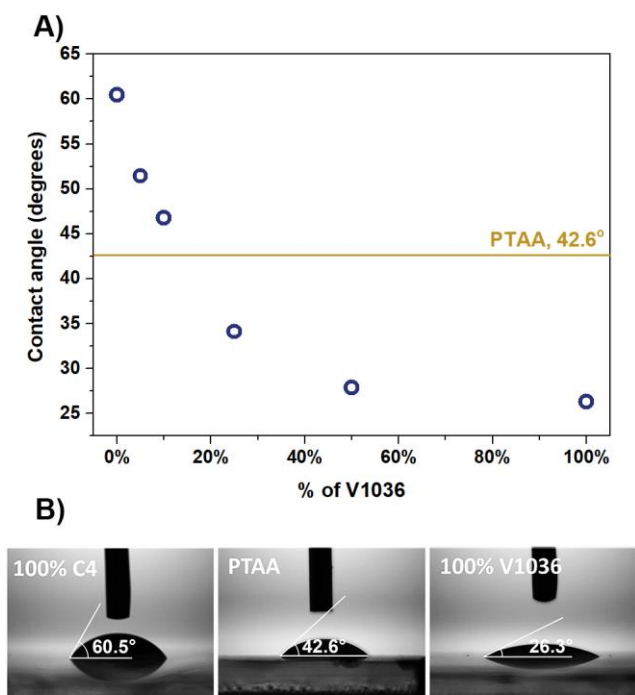 A)
65
60
55
50
45
40
35
30
25
Contact angle (degrees)
PTAA, 42.6°
0% 20% 40% 60% 80% 100%
% of V1036
B)
100% C4 PTAA 100% V1036
60.5° 42.6° 26.3°